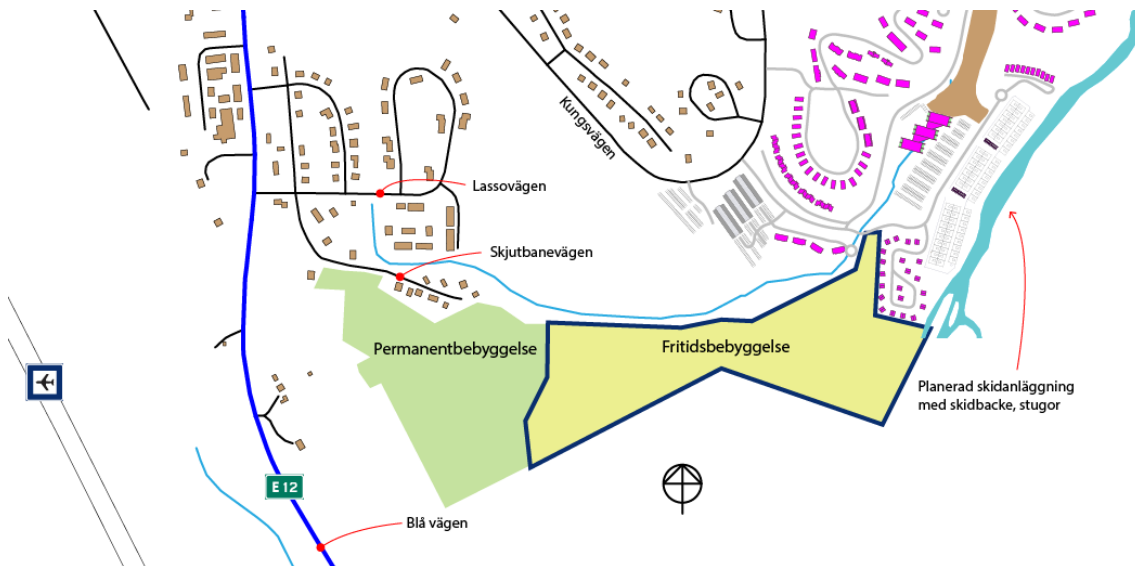 Kungsvägen
Lassovägen
Skjutbanevägen
Permanentbebyggelse
Fritidsbebyggelse
Planerad skidanläggning
med skidbacke, stugor
E 12
Blå vägen